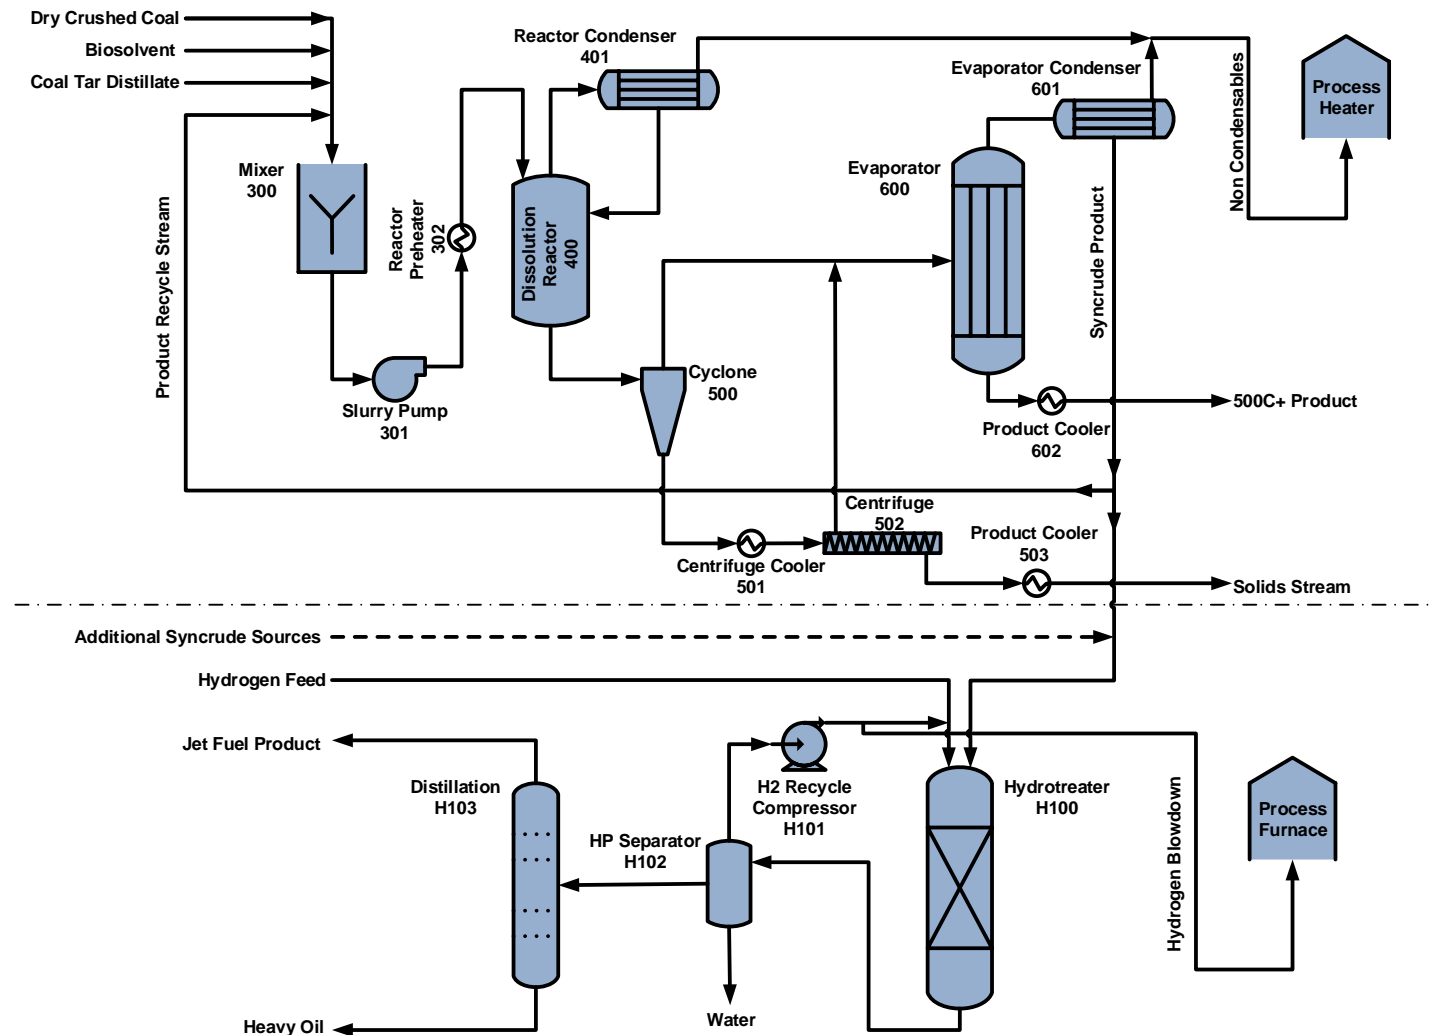 Dry Crushed Coal
Biosolvent
Coal Tar Distillate
Reactor Condenser
401
Evaporator Condenser
601
Process
Heater
Non Condensables
Mixer
300
Reactor
Preheater
302
Dissolution
Reactor
400
Evaporator
600
Syncrude Product
Product Recycle Stream
Slurry Pump
301
Cyclone
500
Product Cooler
602
500C+ Product
Centrifuge
502
Centrifuge Cooler
501
Product Cooler
503
Solids Stream
Additional Syncrude Sources
Hydrogen Feed
Jet Fuel Product
Distillation
H103
HP Separator
H102
H2 Recycle
Compressor
H101
Hydrotreater
H100
Hydrogen Blowdown
Process
Furnace
Water
Heavy Oil